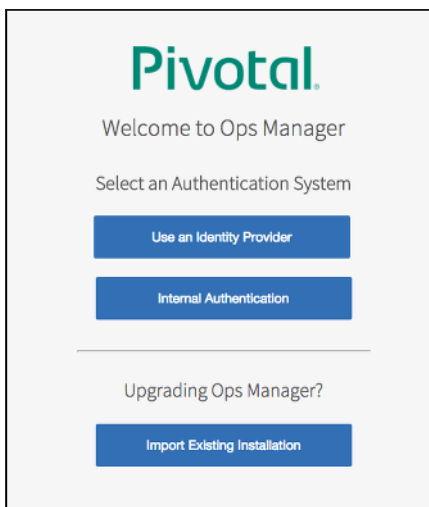 Pivotal.
Welcome to Ops Manager
Select an Authentication System
Use an Identity Provider
Internal Authentication
Upgrading Ops Manager?
Import Existing Installation